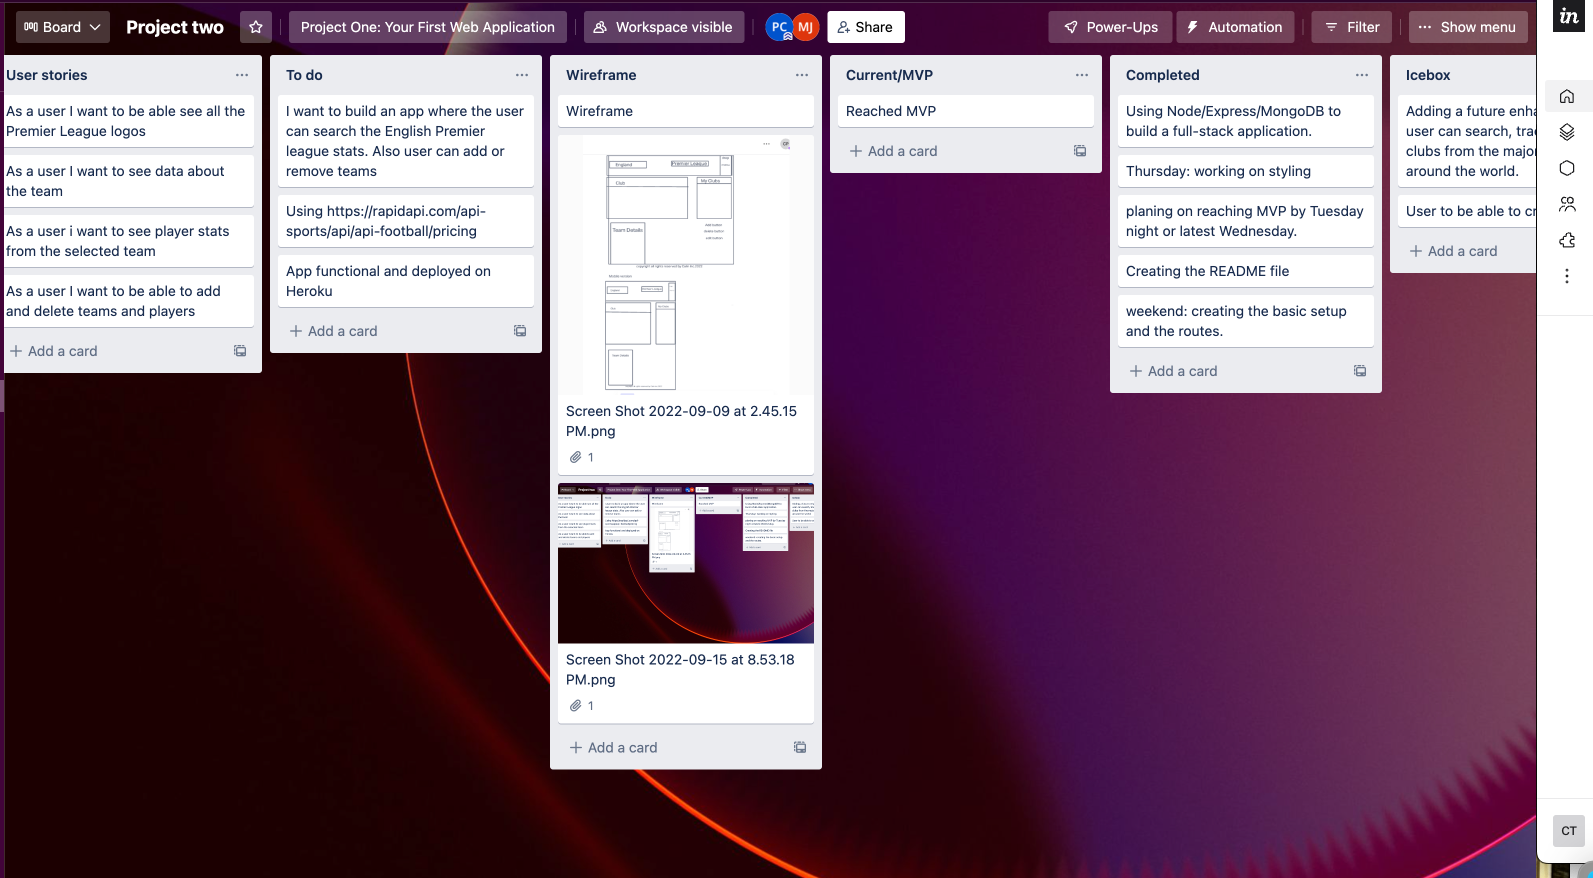 Board
Project two
Project One: Your First Web Application
Workspace visible
PC
MJ
Share
Power-Ups
Automation
Filter
Show menu
in
User stories
As a user I want to be able see all the
Premier League logos
As a user I want to see data about
the team
As a user i want to see player stats
from the selected team
As a user I want to be able to add
and delete teams and players
Add a card
To do
I want to build an app where the user
can search the English Premier
league stats. Also user can add or
remove teams
Using https://rapidapi.com/api-
sports/api/api-football/pricing
App functional and deployed on
Heroku
Add a card
Wireframe
Wireframe
England
Premier League
Club
My Clubs
Team Details
Screen Shot 2022-09-09 at 2.45.15
PM.png
1
Screen Shot 2022-09-15 at 8.53.18
PM.png
1
Add a card
Current/MVP
Reached MVP
Add a card
Completed
Using Node/Express/MongoDB to
build a full-stack application.
Thursday: working on styling
planing on reaching MVP by Tuesday
night or latest Wednesday.
Creating the README file
weekend: creating the basic setup
and the routes.
Add a card
Icebox
Adding a future enha
user can search, trac
clubs from the major
around the world.
User to be able to cr
Add a card
CT